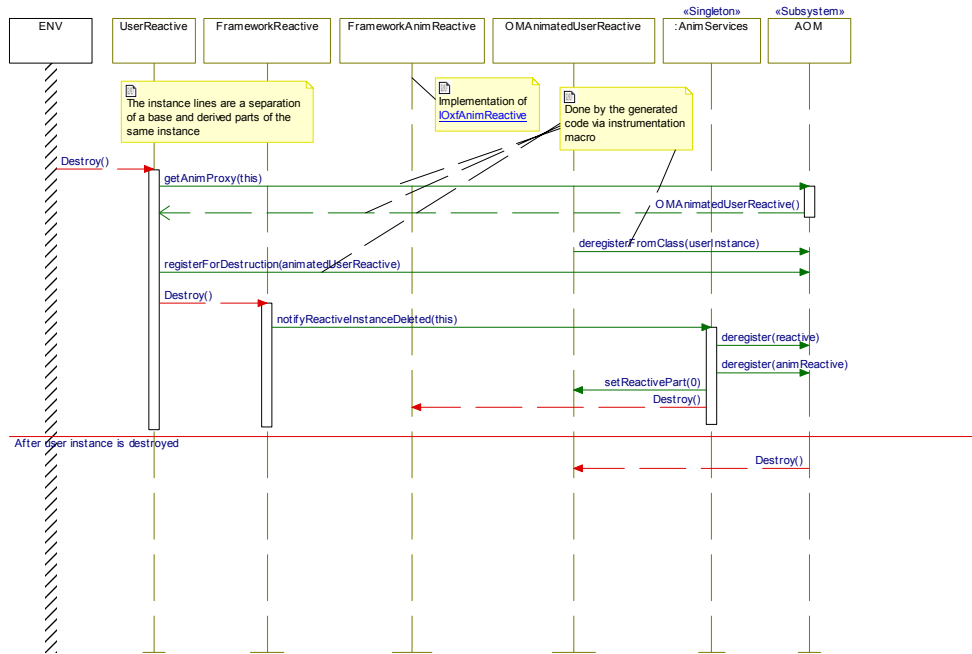 «Singleton»
«Subsystem»
ENV
UserReactive
FrameworkReactive
FrameworkAnimReactive
OMAnimatedUserReactive
:AnimServices
AOM
The instance lines are a separation
of a base and derived parts of the
same instance
Implementation of
IOxfAnimReactive
Done by the generated
code via instrumentation
macro
Destroy()
getAnimProxy(this)
OMAnimatedUserReactive()
deregisterFromClass(userInstance)
registerForDestruction(animatedUserReactive)
Destroy()
notifyReactiveInstanceDeleted(this)
deregister(reactive)
deregister(animReactive)
setReactivePart(0)
Destroy()
After user instance is destroyed
Destroy()